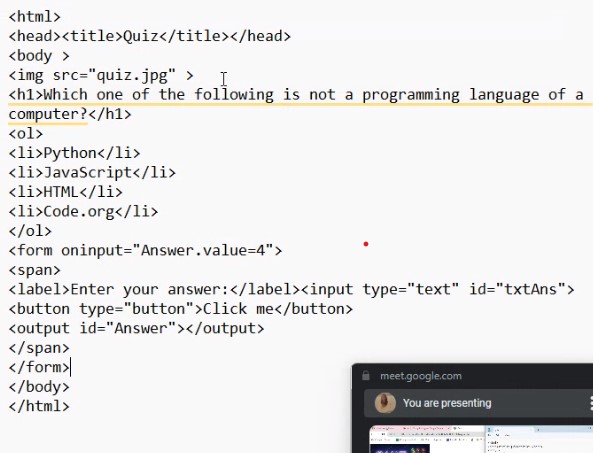 <html>
<head><title>Quiz</title></head>
<body >
<img src="quiz.jpg" >
<h1>Which one of the following is not a programming language of a
computer?</h1>
<ol>
<li>Python</li>
<li>JavaScript</li>
<li>HTML</li>
<li>Code.org</li>
</ol>
<form oninput="Answer.value=4">
<span>
<label>Enter your answer:</label><input type="text" id="txtAns">
<button type="button">Click me</button>
<output id="Answer"></output>
</span>
</form>
</body>
</html>
meet.google.com
You are presenting